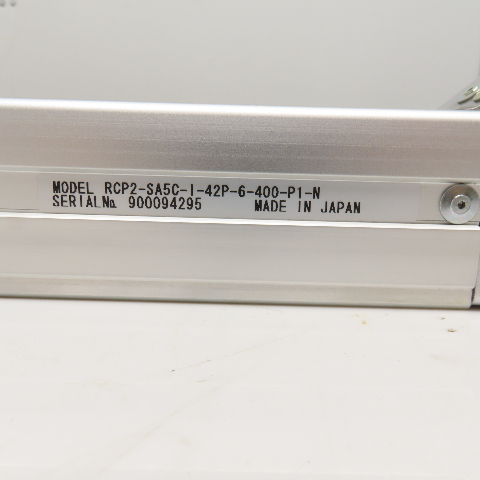 MODEL RCP2-SA5C-I-42P-6-400-P1-N
SERIAL№ 900094295 MADE IN JAPAN